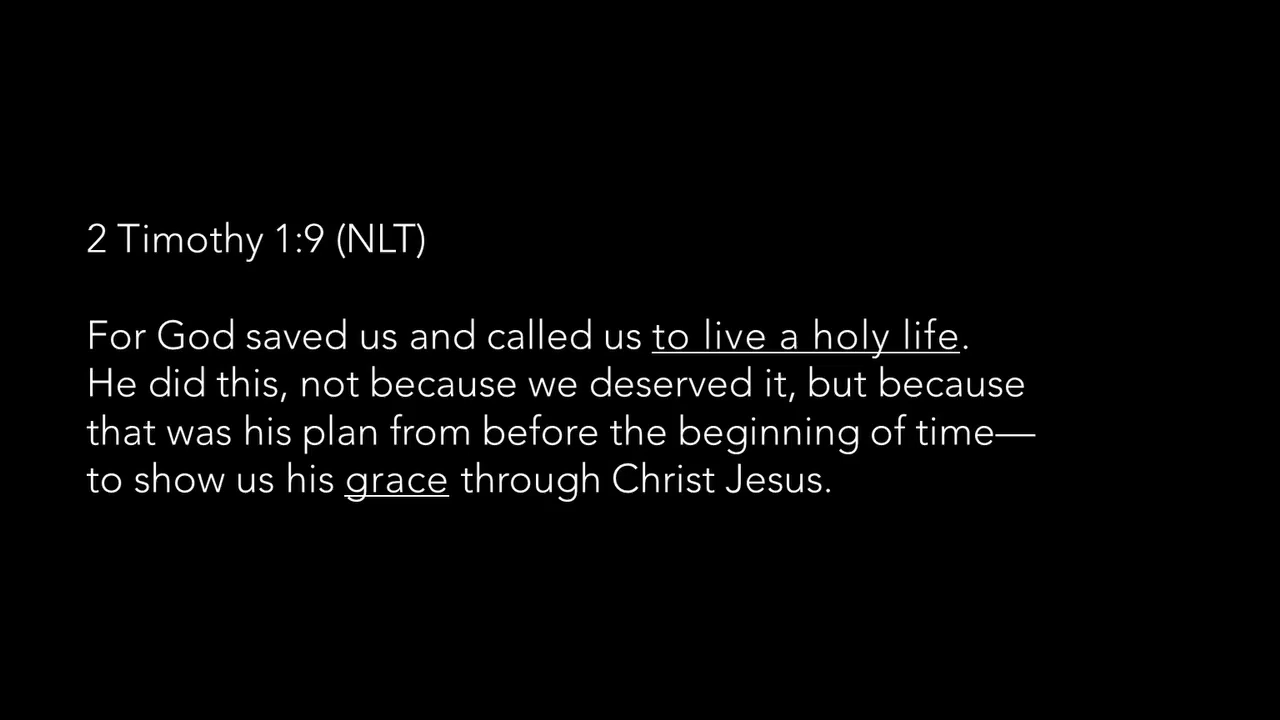 2 Timothy 1:9 (NLT)
For God saved us and called us to live a holy life.
He did this, not because we deserved it, but because
that was his plan from before the beginning of time—
to show us his grace through Christ Jesus.